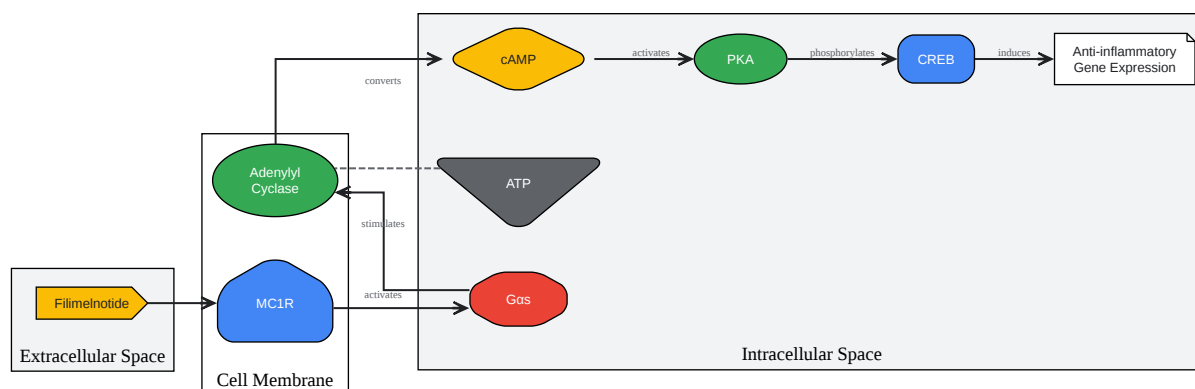 cAMP
activates
PKA
phosphorylates
CREB
induces
Anti-inflammatory
Gene Expression
converts
Adenylyl
Cyclase
ATP
stimulates
Filimelnotide
MC1R
activates
Gαs
Extracellular Space
Cell Membrane
Intracellular Space